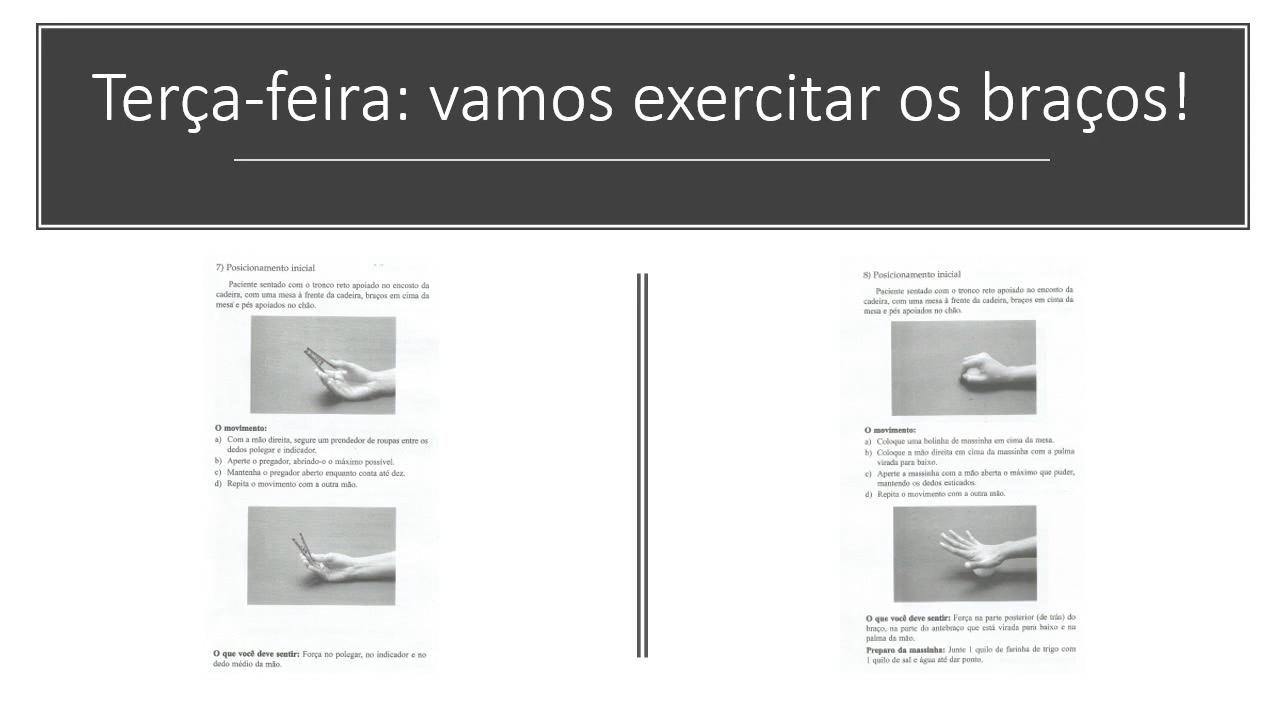 Terça-feira: vamos exercitar os braços!
7) Posicionamento inicial
Paciente sentado com o tronco reto apoiado no encosto da
cadeira, com uma mesa à frente da cadeira, braços em cima da
mesa e pés apoiados no chão.
O movimento:
a) Com a mão direita, segure um prendedor de roupas entre os
dedos polegar e indicador.
b) Aperte o pregador, abrindo-o o máximo possível.
c) Mantenha o pregador aberto enquanto conta até dez.
d) Repita o movimento com a outra mão.
O que você deve sentir: Força no polegar, no indicador e no
dedo médio da mão.
8) Posicionamento inicial
Paciente sentado com o tronco reto apoiado no encosto da
cadeira, com uma mesa à frente da cadeira, braços em cima da
mesa e pés apoiados no chão.
O movimento:
a) Coloque uma bolinha de massinha em cima da mesa.
b) Coloque a mão direita em cima da massinha com a palma
virada para baixo.
c) Aperte a massinha com a mão aberta o máximo que puder,
mantendo os dedos esticados.
d) Repita o movimento com a outra mão.
O que você deve sentir: Força na parte posterior (de trás) do
braço, na parte do antebraço que está virada para baixo e na
palma da mão.
Preparo da massinha: Junte 1 quilo de farinha de trigo com
1 quilo de sal e água até dar ponto.